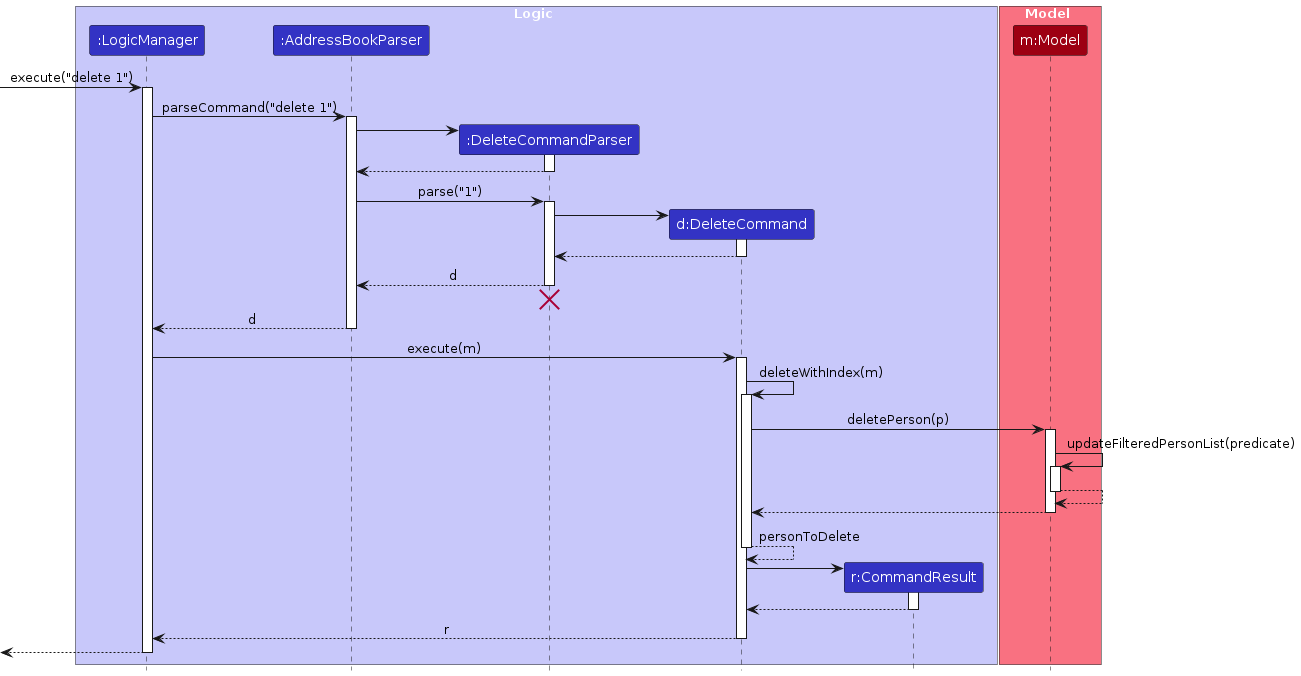 Logic
Model
:LogicManager
:AddressBookParser
m:Model
execute("delete 1")
parseCommand("delete 1")
:DeleteCommandParser
parse("1")
d:DeleteCommand
d
d
execute(m)
deleteWithIndex(m)
deletePerson(p)
updateFilteredPersonList(predicate)
personToDelete
r:CommandResult
r